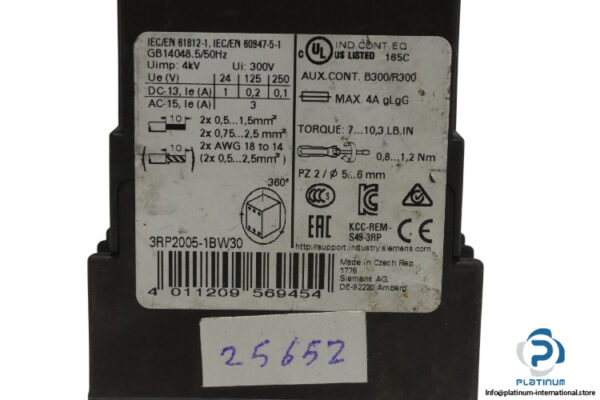 IEC/EN 61812-1, IEC/EN 60947-5-1
GB14048.5/50Hz
Uimp: 4kV Ui: 300V
Ue (V) 24 125 250
DC-13, Ie (A) 1 0,2 0,1
AC-15, Ie (A) 3
10 2x 0,5...1,5mm²
2x 0,75...2,5 mm²
10 2x AWG 18 to 14
(2x 0,5...2,5mm²)
360°
3RP2005-1BW30
4 011209 569454
C UL US LISTED
IND.CONT.EQ
165C
AUX.CONT. B300/R300
MAX. 4A gLgG
TORQUE: 7...10,3 LB.IN
0,8...1,2 Nm
PZ 2 / Ø 5...6mm
CCC S
EAC
KCC-REM-
S49-3RP
CE
http://support.industry.siemens.com
Made in Czech Rep.
1776
Siemens AG,
DE-92220 Amberg
25652
PLATINUM
info@platinum-international.store